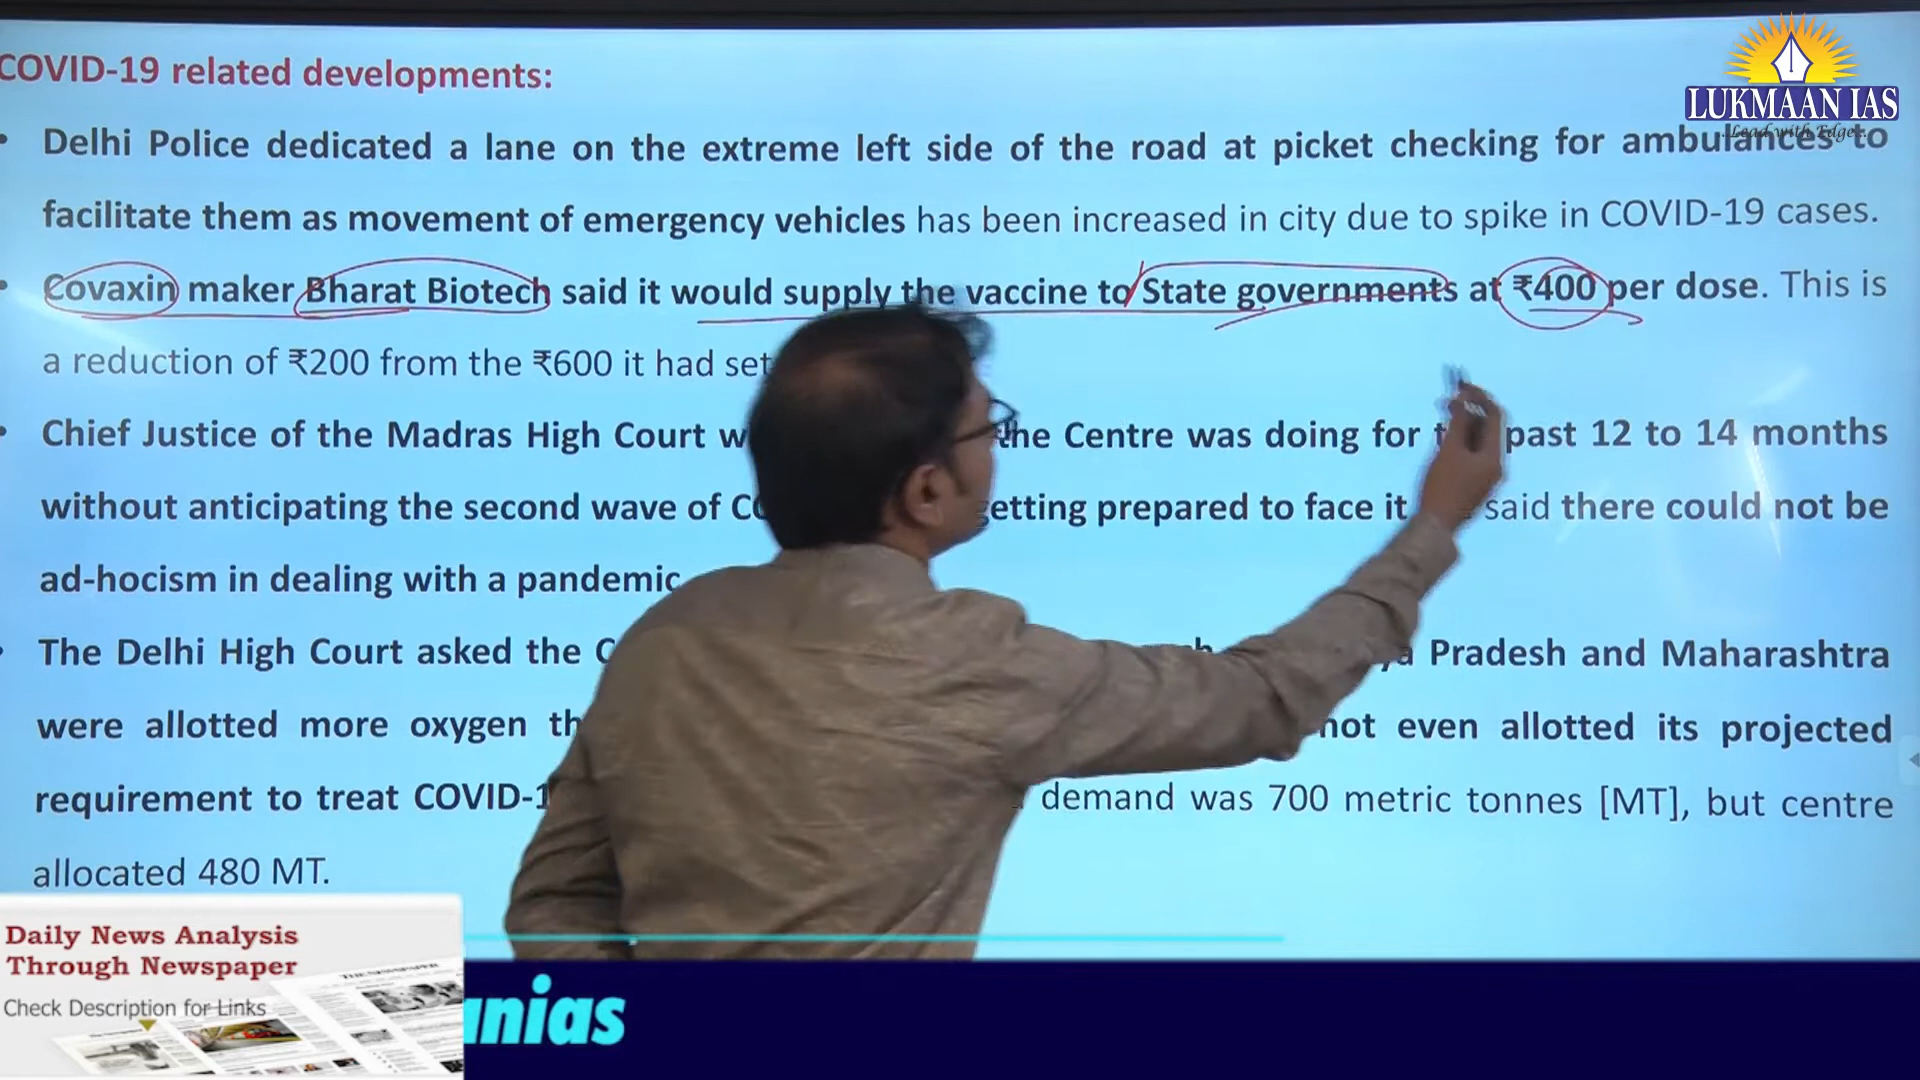 COVID-19 related developments:
LUKMAAN IAS
...Lead with Edge...
Delhi Police dedicated a lane on the extreme left side of the road at picket checking for ambulances to
facilitate them as movement of emergency vehicles has been increased in city due to spike in COVID-19 cases.
Covaxin maker Bharat Biotech said it would supply the vaccine to State governments at ₹400 per dose. This is
a reduction of ₹200 from the ₹600 it had set
Chief Justice of the Madras High Court the Centre was doing for past 12 to 14 months
without anticipating the second wave of getting prepared to face it said there could not be
ad-hocism in dealing with a pandemic
The Delhi High Court asked the Pradesh and Maharashtra
were allotted more oxygen not even allotted its projected
requirement to treat COVID-1 demand was 700 metric tonnes [MT], but centre
allocated 480 MT.
Daily News Analysis
Through Newspaper
Check Description for Links
anias